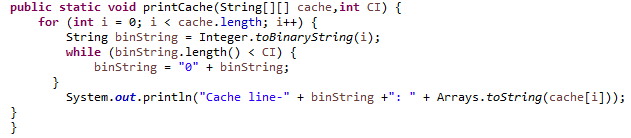 public static void printCache(String[][] cache,int CI) {
    for (int i = 0; i < cache.length; i++) {
        String binString = Integer.toBinaryString(i);
        while (binString.length() < CI) {
            binString = "0" + binString;
      }
        System.out.println("Cache line-" + binString +": " + Arrays.toString(cache[i]));
}
}